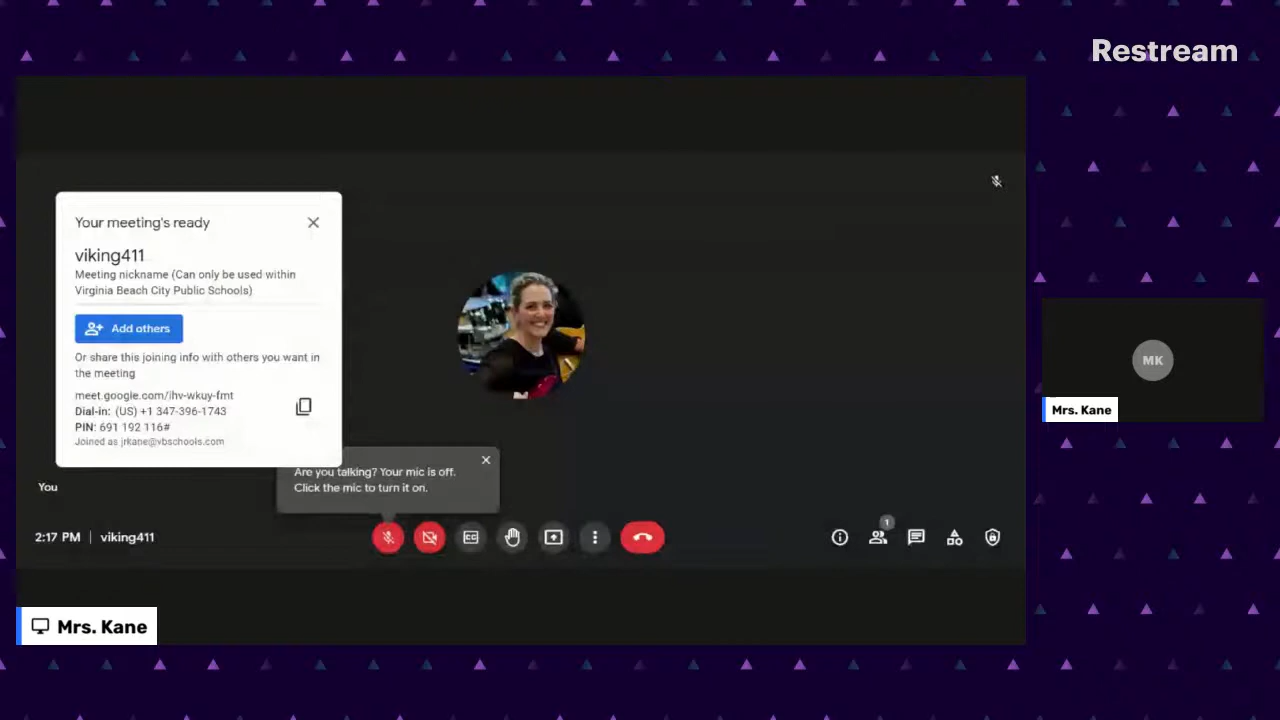 Restream
Your meeting's ready
viking411
Meeting nickname (Can only be used within
Virginia Beach City Public Schools)
Add others
Or share this joining info with others you want in
the meeting
meet.google.com/ihv-wkuy-fmt
Dial-in: (US) +1 347-396-1743
PIN: 691 192 116#
Joined as jrkane@vbschools.com
Are you talking? Your mic is off.
Click the mic to turn it on.
You
2:17 PM | viking411
CC
1
MK
Mrs. Kane
Mrs. Kane